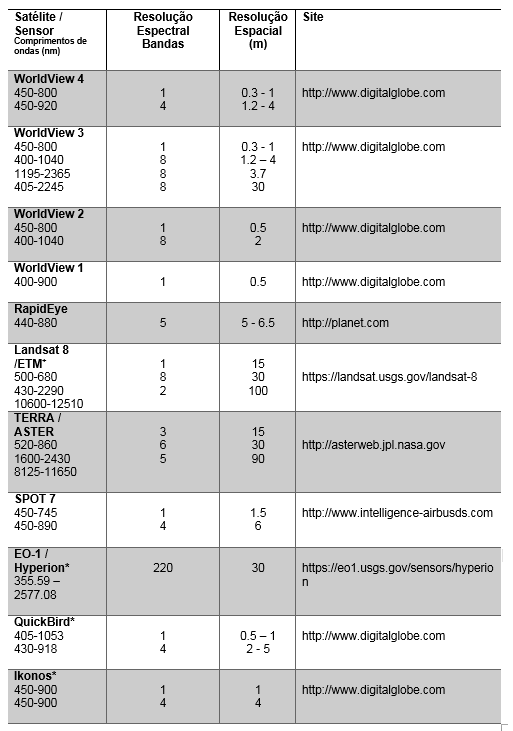 Satélite / Sensor Comprimentos de ondas (nm) | Resolução Espectral Bandas | Resolução Espacial (m) | Site
WorldView 4
450-800 1 0.3 - 1 http://www.digitalglobe.com
450-920 4 1.2 - 4
WorldView 3
450-800 1 0.3 - 1 http://www.digitalglobe.com
400-1040 8 1.2 – 4
1195-2365 8 3.7
405-2245 8 30
WorldView 2
450-800 1 0.5 http://www.digitalglobe.com
400-1040 8 2
WorldView 1
400-900 1 0.5 http://www.digitalglobe.com
RapidEye
440-880 5 5 - 6.5 http://planet.com
Landsat 8
/ETM+ 1 15
500-680 8 30 https://landsat.usgs.gov/landsat-8
430-2290 2 100
10600-12510
TERRA /
ASTER 3 15
520-860 6 30 http://asterweb.jpl.nasa.gov
1600-2430 5 90
8125-11650
SPOT 7
450-745 1 1.5 http://www.intelligence-airbusds.com
450-890 4 6
EO-1 /
Hyperion* 220 30 https://eo1.usgs.gov/sensors/hyperio
355.59 – n
2577.08
QuickBird*
405-1053 1 0.5 – 1 http://www.digitalglobe.com
430-918 4 2 - 5
Ikonos*
450-900 1 1 http://www.digitalglobe.com
450-900 4 4